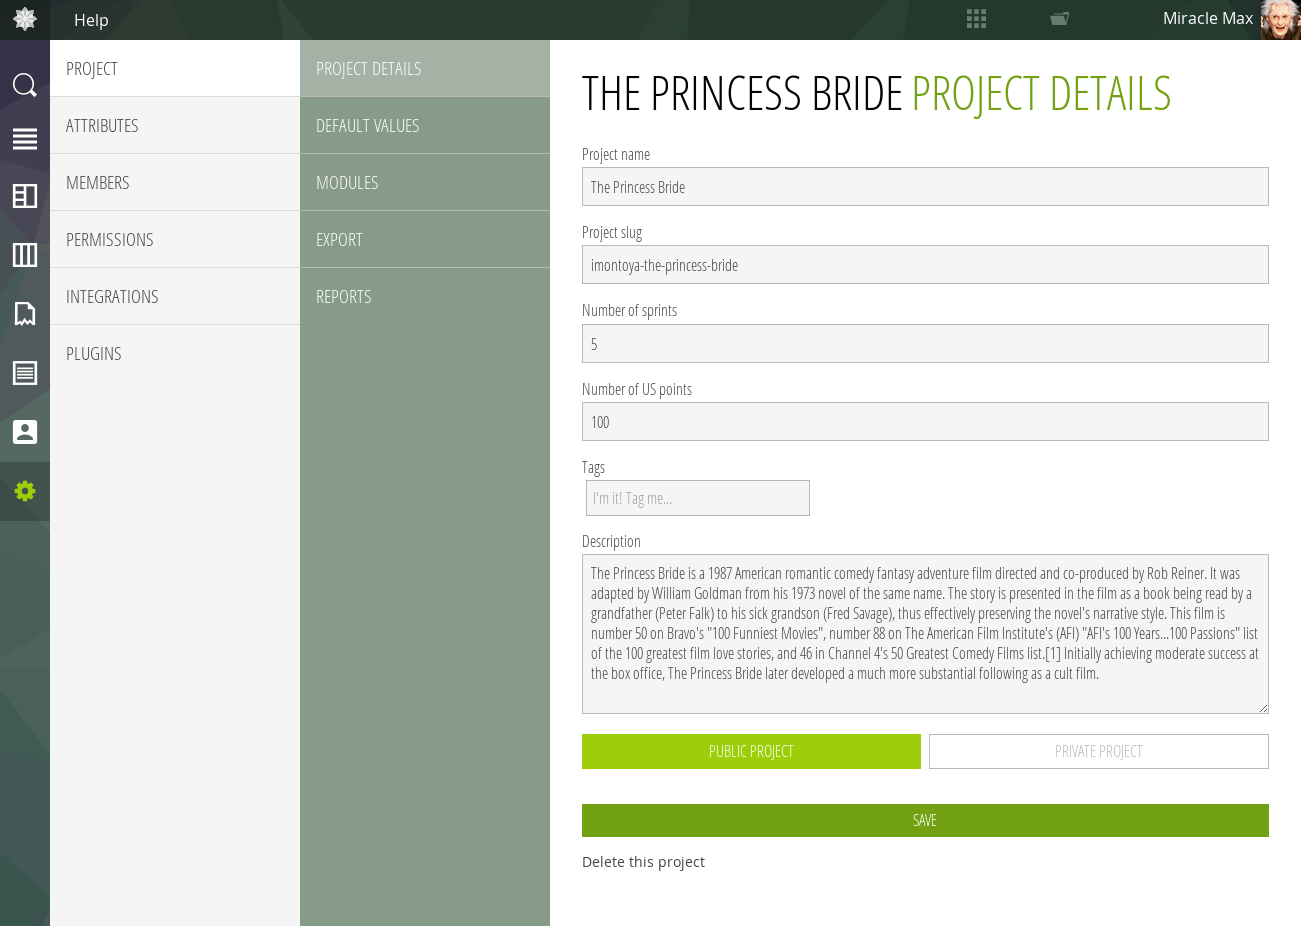 Help
Miracle Max
PROJECT
ATTRIBUTES
MEMBERS
PERMISSIONS
INTEGRATIONS
PLUGINS
PROJECT DETAILS
DEFAULT VALUES
MODULES
EXPORT
REPORTS
THE PRINCESS BRIDE PROJECT DETAILS
Project name
The Princess Bride
Project slug
imontoya-the-princess-bride
Number of sprints
5
Number of US points
100
Tags
I'm it! Tag me...
Description
The Princess Bride is a 1987 American romantic comedy fantasy adventure film directed and co-produced by Rob Reiner. It was
adapted by William Goldman from his 1973 novel of the same name. The story is presented in the film as a book being read by a
grandfather (Peter Falk) to his sick grandson (Fred Savage), thus effectively preserving the novel's narrative style. This film is
number 50 on Bravo's "100 Funniest Movies", number 88 on The American Film Institute's (AFI) "AFI's 100 Years...100 Passions" list
of the 100 greatest film love stories, and 46 in Channel 4's 50 Greatest Comedy Films list.[1] Initially achieving moderate success at
the box office, The Princess Bride later developed a much more substantial following as a cult film.
PUBLIC PROJECT
PRIVATE PROJECT
SAVE
Delete this project